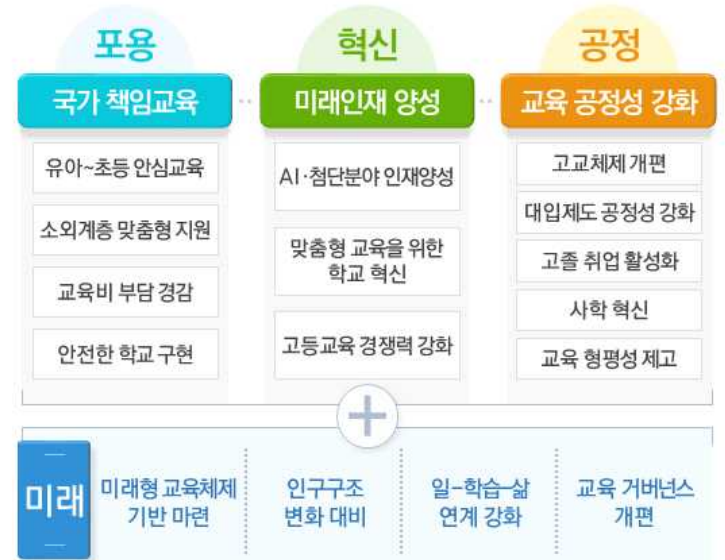 포용
국가 책임교육
유아~초등 안심교육
소외계층 맞춤형 지원
교육비 부담 경감
안전한 학교 구현
혁신
미래인재 양성
AI·첨단분야 인재양성
맞춤형 교육을 위한
학교 혁신
고등교육 경쟁력 강화
공정
교육 공정성 강화
고교체제 개편
대입제도 공정성 강화
고졸 취업 활성화
사학 혁신
교육 형평성 제고
+
미래
미래형 교육체제
기반 마련
인구구조
변화 대비
일-학습-삶
연계 강화
교육 거버넌스
개편